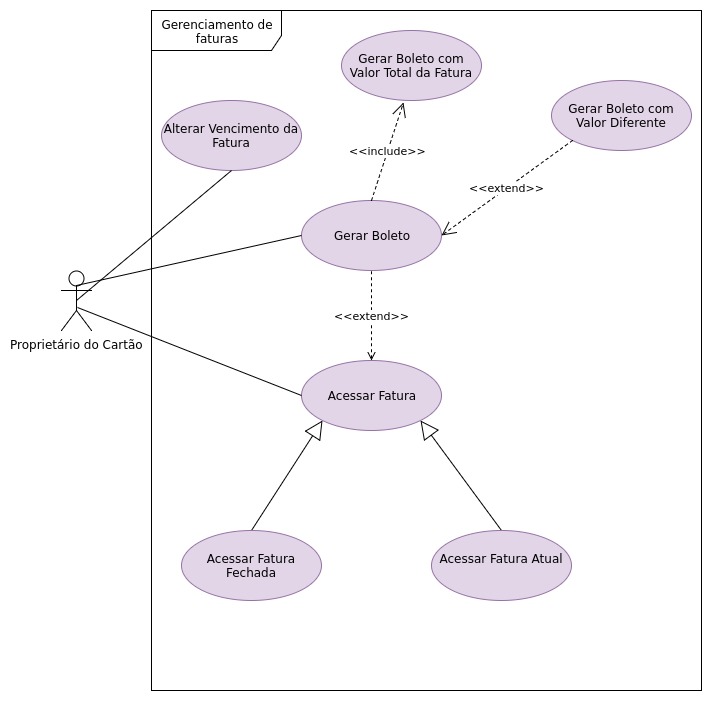 Gerenciamento de
faturas
Gerar Boleto com
Valor Total da Fatura
Gerar Boleto com
Valor Diferente
Alterar Vencimento da
Fatura
<<include>>
<<extend>>
Gerar Boleto
<<extend>>
Proprietário do Cartão
Acessar Fatura
Acessar Fatura
Fechada
Acessar Fatura Atual